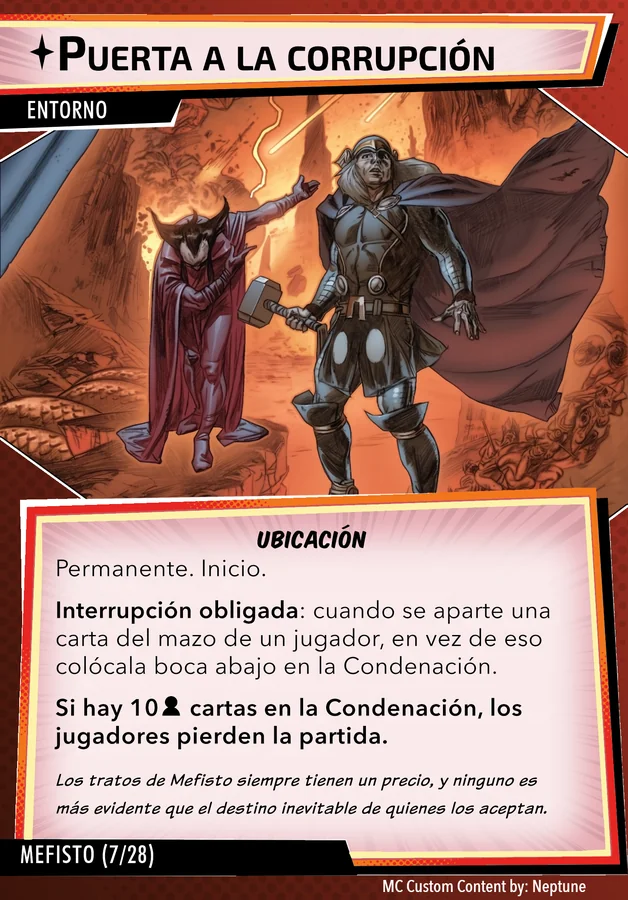 PUERTA A LA CORRUPCIÓN
ENTORNO
UBICACIÓN
Permanente. Inicio.
Interrupción obligada: cuando se aparte una
carta del mazo de un jugador, en vez de eso
colócala boca abajo en la Condenación.
Si hay 10 cartas en la Condenación, los
jugadores pierden la partida.
Los tratos de Mefisto siempre tienen un precio, y ninguno es
más evidente que el destino inevitable de quienes los aceptan.
MEFISTO (7/28)
MC Custom Content by: Neptune